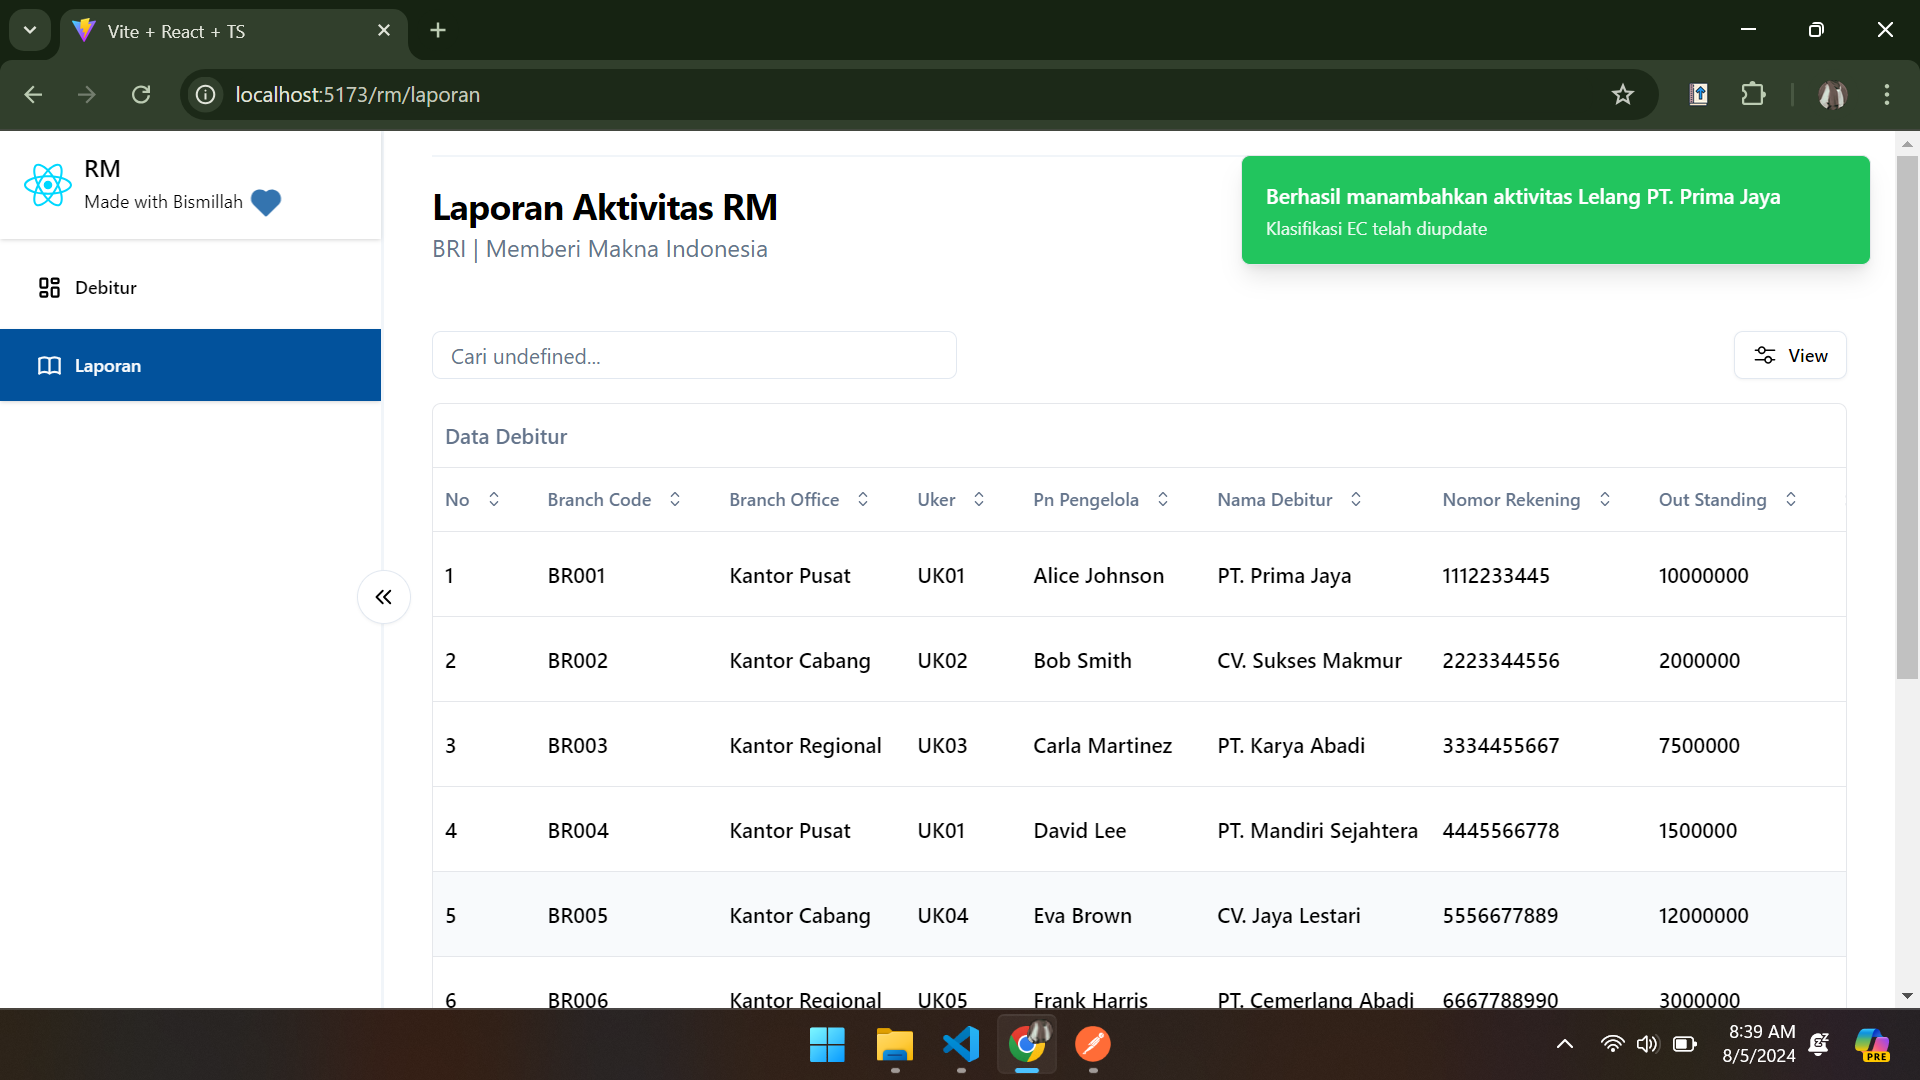 Vite + React + TS
localhost:5173/rm/laporan
RM
Made with Bismillah
Debitur
Laporan
Laporan Aktivitas RM
BRI | Memberi Makna Indonesia
Berhasil manambahkan aktivitas Lelang PT. Prima Jaya
Klasifikasi EC telah diupdate
Cari undefined...
View
Data Debitur
No Branch Code Branch Office Uker Pn Pengelola Nama Debitur Nomor Rekening Out Standing
1 BR001 Kantor Pusat UK01 Alice Johnson PT. Prima Jaya 1112233445 10000000
2 BR002 Kantor Cabang UK02 Bob Smith CV. Sukses Makmur 2223344556 2000000
3 BR003 Kantor Regional UK03 Carla Martinez PT. Karya Abadi 3334455667 7500000
4 BR004 Kantor Pusat UK01 David Lee PT. Mandiri Sejahtera 4445566778 1500000
5 BR005 Kantor Cabang UK04 Eva Brown CV. Jaya Lestari 5556677889 12000000
6 BR006 Kantor Regional UK05 Frank Harris PT. Cemerlang Abadi 6667788990 3000000
8:39 AM
8/5/2024
PRE